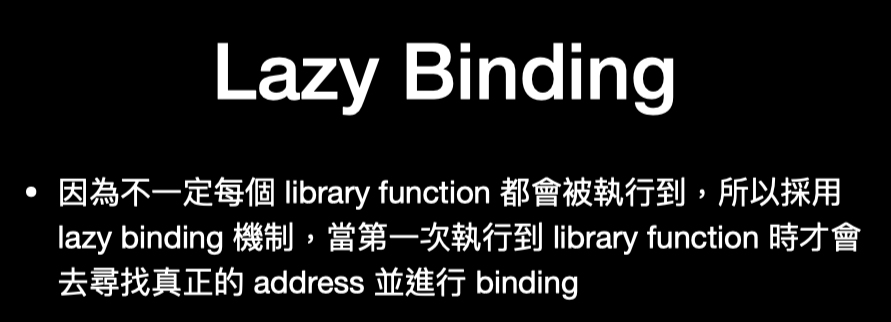 Lazy Binding
• 因為不一定每個 library function 都會被執行到，所以採用
lazy binding 機制，當第一次執行到 library function 時才會
去尋找真正的 address 並進行 binding